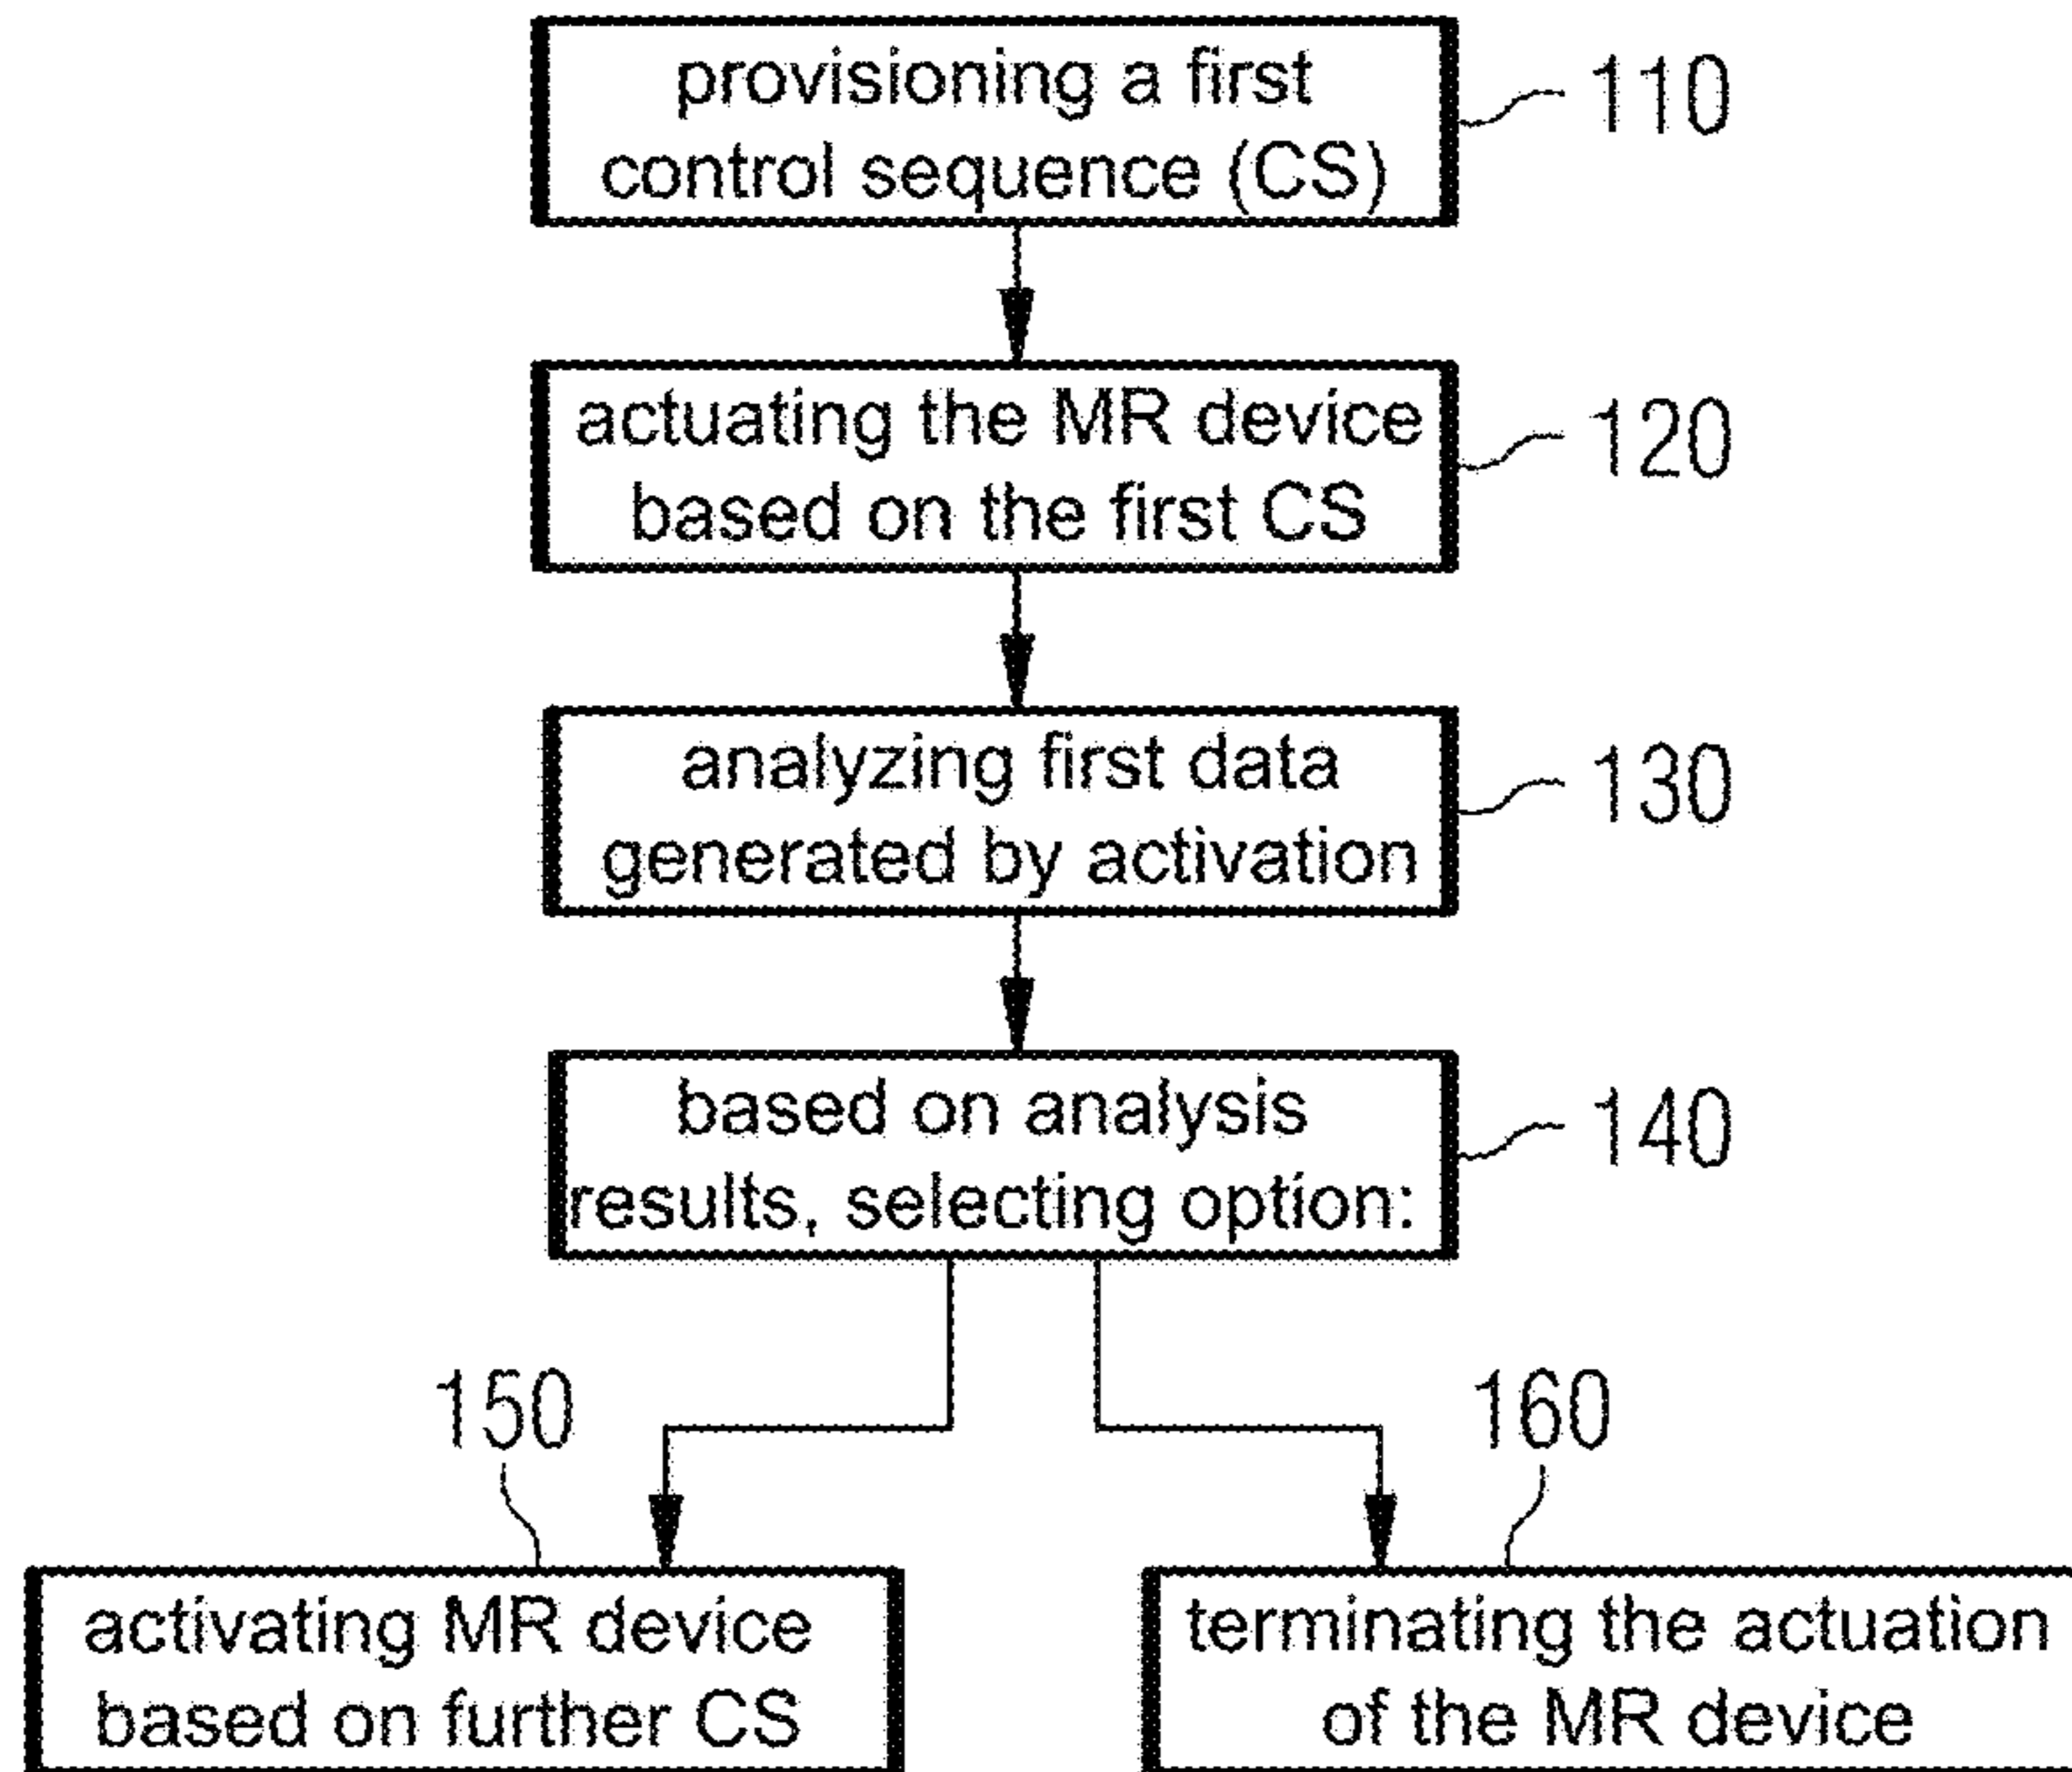 provisioning a first
control sequence (CS)
110
actuating the MR device
based on the first CS
120
analyzing first data
generated by activation
130
based on analysis
results, selecting option:
140
150
160
activating MR device
based on further CS
terminating the actuation
of the MR device